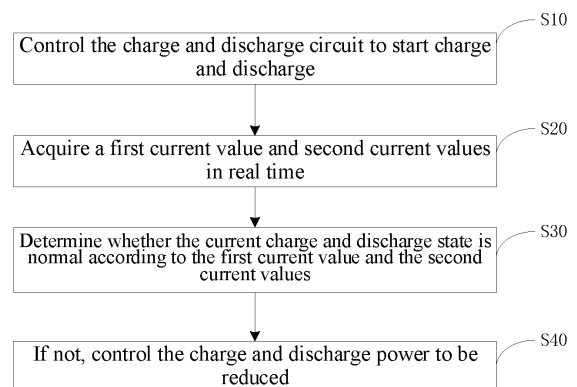 S10
Control the charge and discharge circuit to start charge
and discharge
S20
Acquire a first current value and second current values
in real time
S30
Determine whether the current charge and discharge state is
normal according to the first current value and the second
current values
S40
If not, control the charge and discharge power to be
reduced